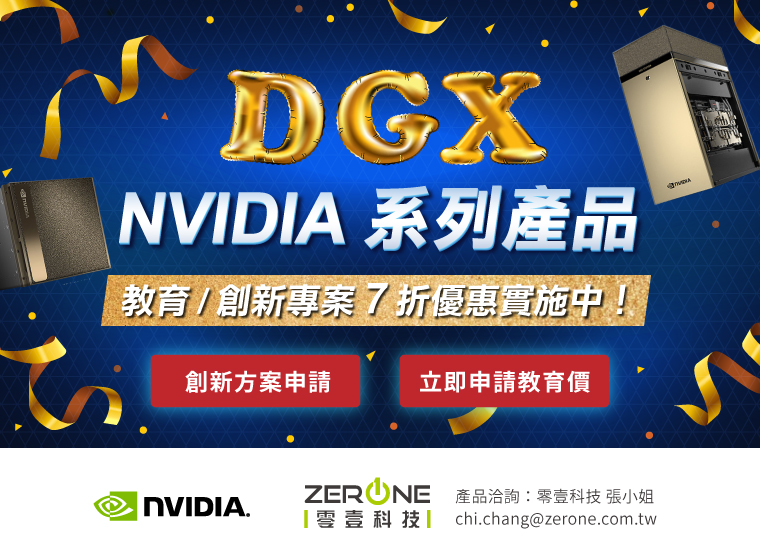 DGX
NVIDIA 系列產品
教育 / 創新專案 7 折優惠實施中！
創新方案申請
立即申請教育價
NVIDIA.
ZERONE
零壹科技
產品洽詢：零壹科技 張小姐
chi.chang@zerone.com.tw
NVIDIA
NVIDIA